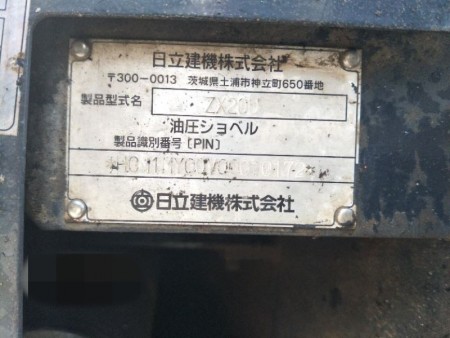 日立建機株式会社
〒300-0013 茨城県土浦市神立町650番地
製品型式名
油圧ショベル
製品識別番号〔PIN〕
日立建機株式会社